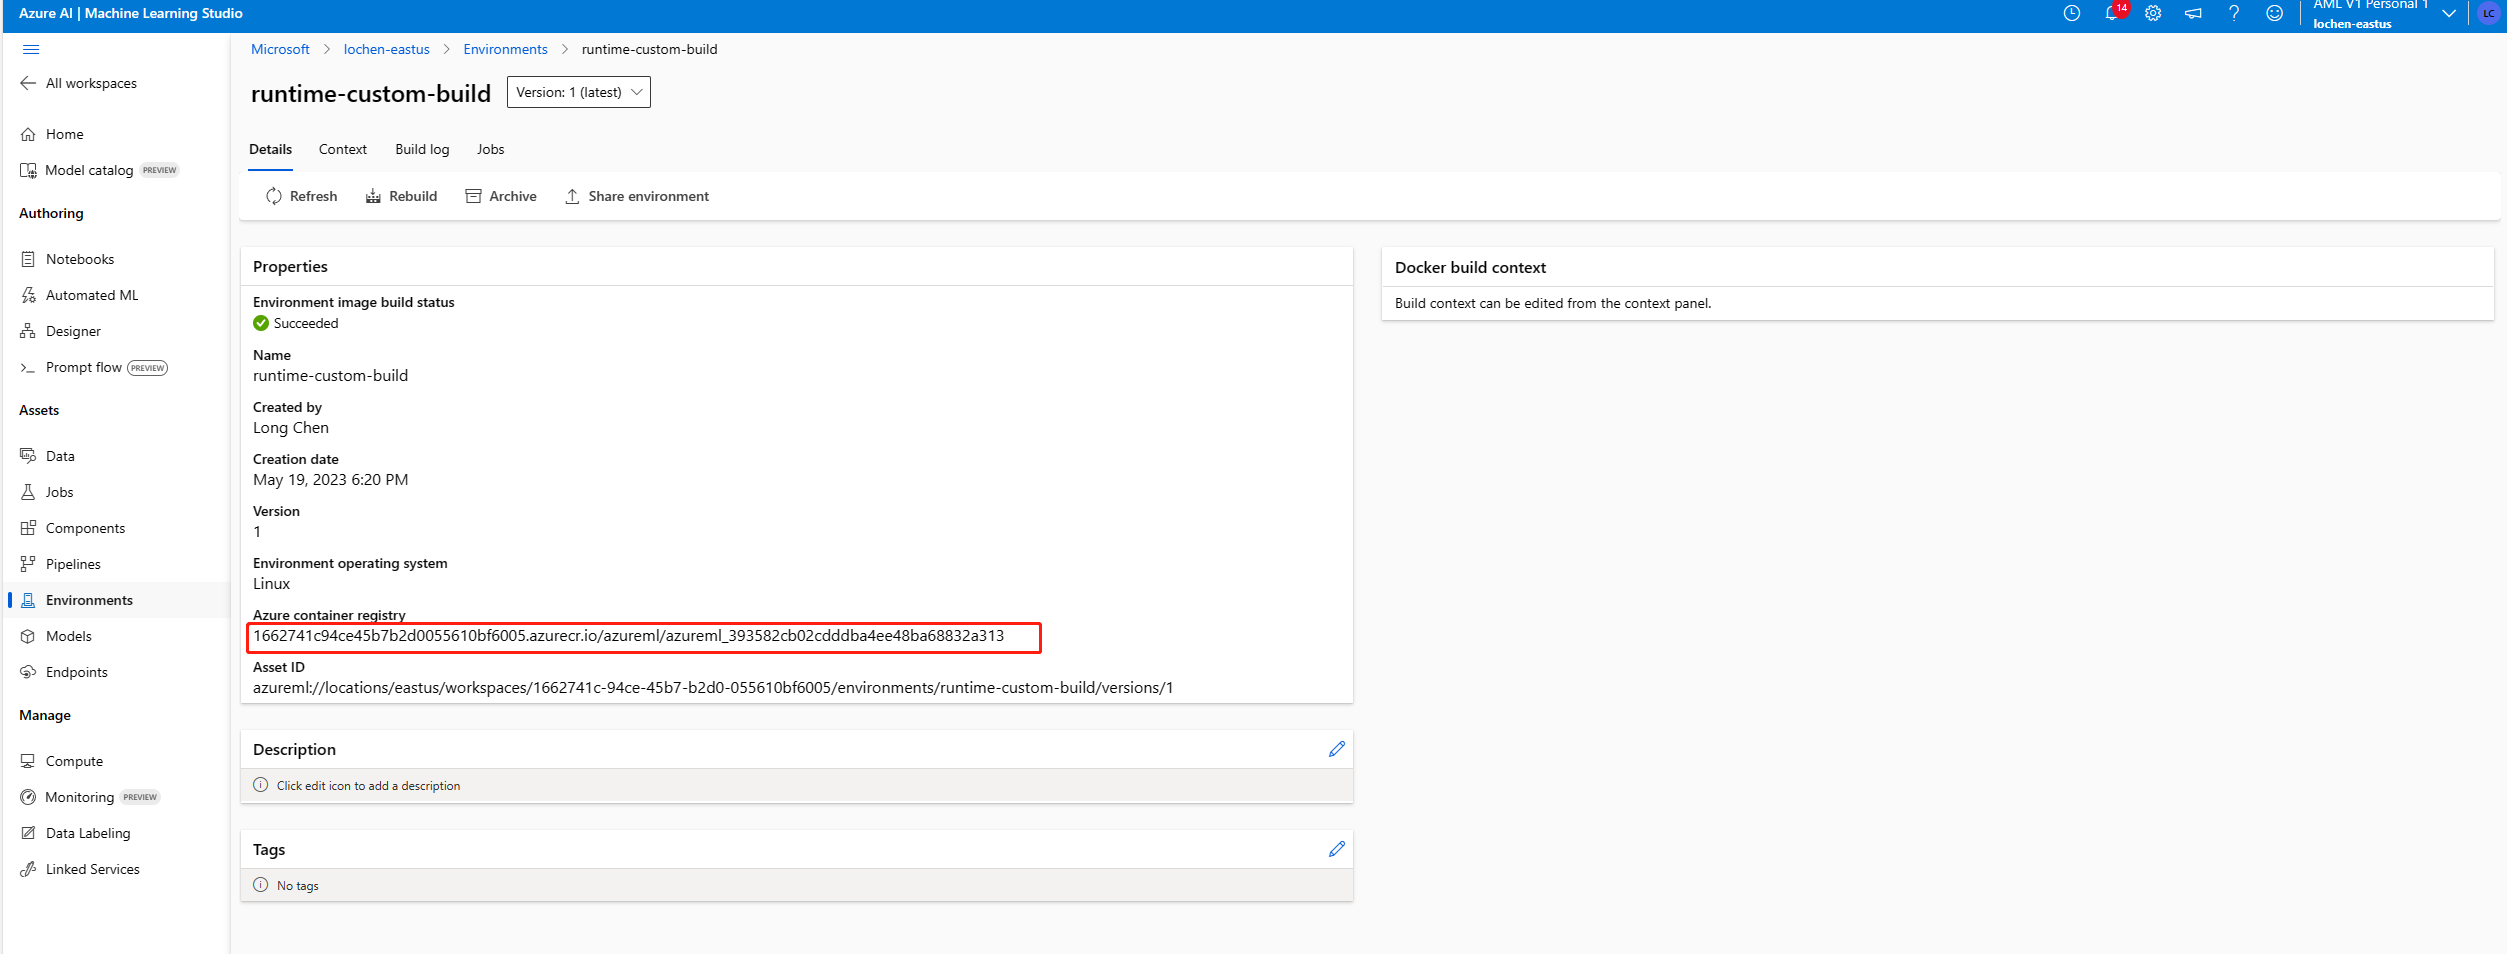 Azure AI | Machine Learning Studio
14
AML V1 Personal 1
lochen-eastus
LC
Microsoft > lochen-eastus > Environments > runtime-custom-build
All workspaces
runtime-custom-build
Version: 1 (latest)
Home
Model catalog PREVIEW
Details Context Build log Jobs
Refresh Rebuild Archive Share environment
Authoring
Notebooks
Automated ML
Designer
Prompt flow PREVIEW
Assets
Data
Jobs
Components
Pipelines
Environments
Models
Endpoints
Manage
Compute
Monitoring PREVIEW
Data Labeling
Linked Services
Properties
Environment image build status
Succeeded
Name
runtime-custom-build
Created by
Long Chen
Creation date
May 19, 2023 6:20 PM
Version
1
Environment operating system
Linux
Azure container registry
1662741c94ce45b7b2d0055610bf6005.azurecr.io/azureml/azureml_393582cb02cdddba4ee48ba68832a313
Asset ID
azureml://locations/eastus/workspaces/1662741c-94ce-45b7-b2d0-055610bf6005/environments/runtime-custom-build/versions/1
Description
Click edit icon to add a description
Tags
No tags
Docker build context
Build context can be edited from the context panel.